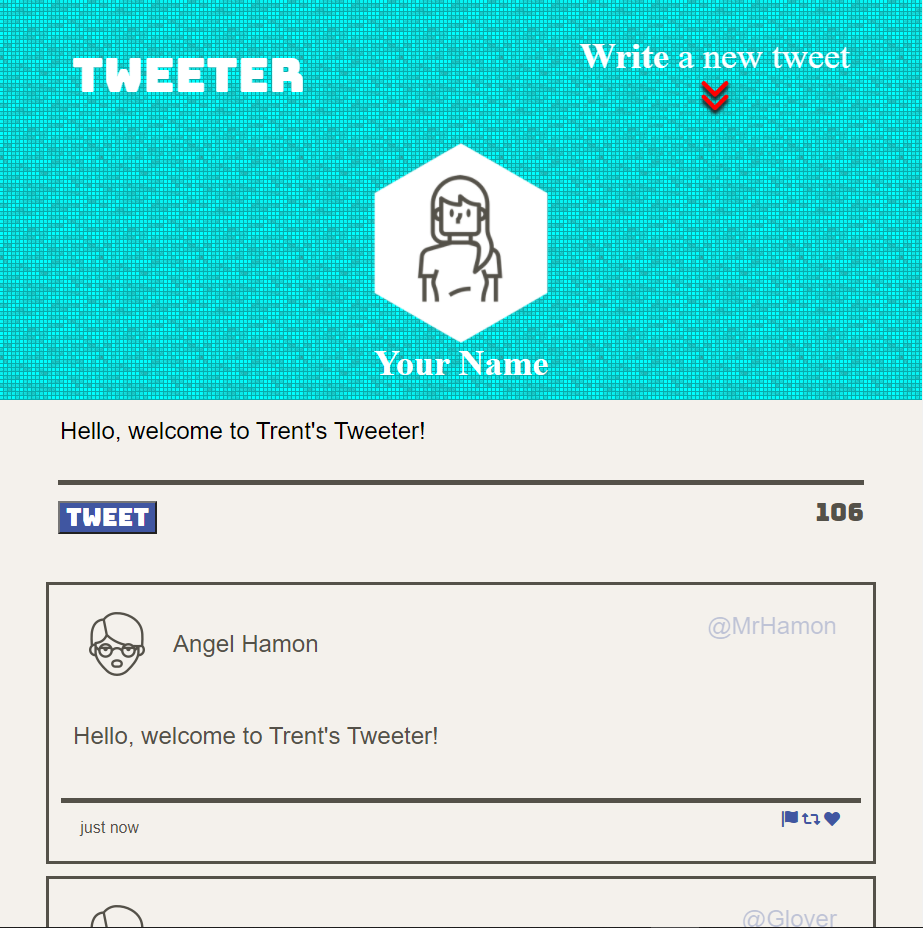 TWEETER
Write a new tweet
Your Name
Hello, welcome to Trent's Tweeter!
TWEET
106
Angel Hamon
@MrHamon
Hello, welcome to Trent's Tweeter!
just now
@Glover